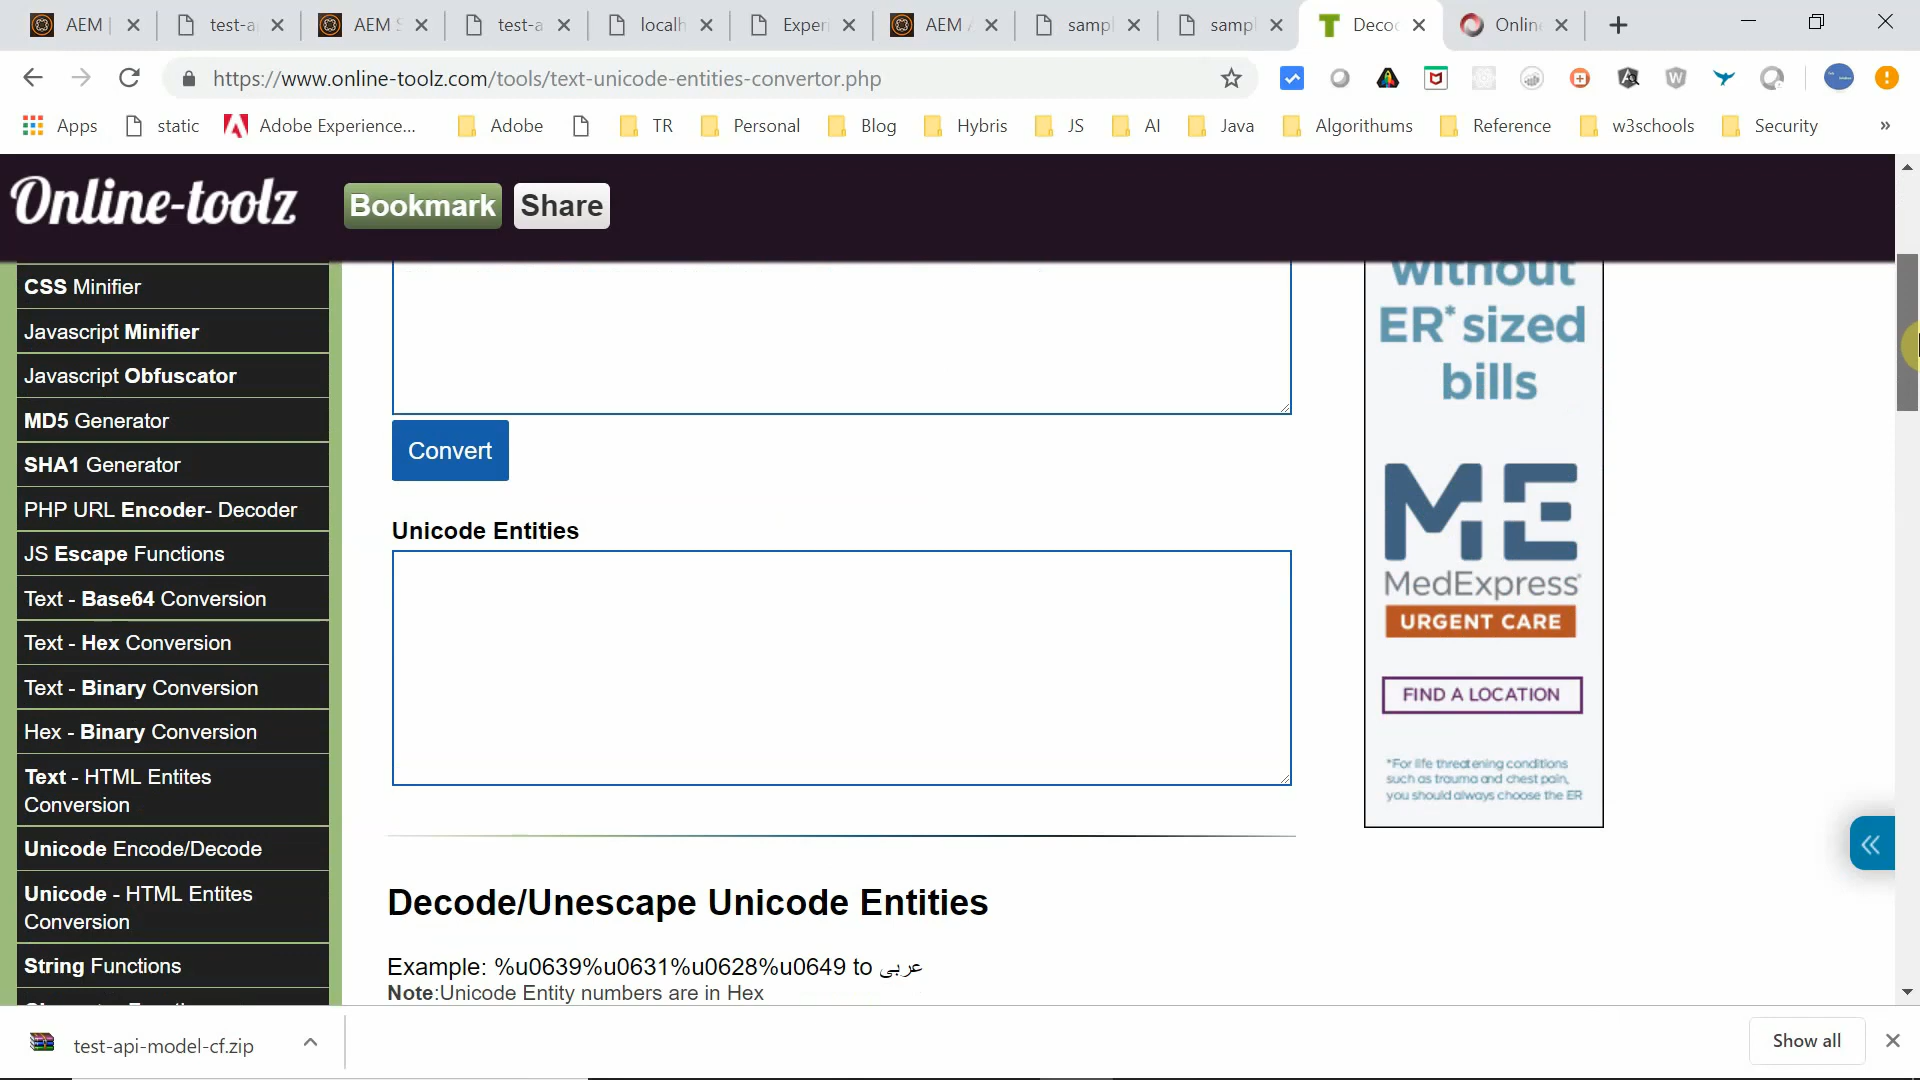 AEM
test-a
AEM S
test-a
localh
Exper
AEM A
sampl
sampl
Decod
Online
https://www.online-toolz.com/tools/text-unicode-entities-convertor.php
Apps
static
Adobe Experience...
Adobe
TR
Personal
Blog
Hybris
JS
AI
Java
Algorithums
Reference
w3schools
Security
»
Online-toolz
Bookmark
Share
CSS Minifier
Javascript Minifier
Javascript Obfuscator
MD5 Generator
SHA1 Generator
PHP URL Encoder- Decoder
JS Escape Functions
Text - Base64 Conversion
Text - Hex Conversion
Text - Binary Conversion
Hex - Binary Conversion
Text - HTML Entites
Conversion
Unicode Encode/Decode
Unicode - HTML Entites
Conversion
String Functions
Convert
Unicode Entities
Decode/Unescape Unicode Entities
Example: %u0639%u0631%u0628%u0649 to عربى
Note:Unicode Entity numbers are in Hex
without
ER* sized
bills
ME
MedExpress
URGENT CARE
FIND A LOCATION
*For life threatening conditions
such as trauma and chest pain,
you should always choose the ER
test-api-model-cf.zip
Show all